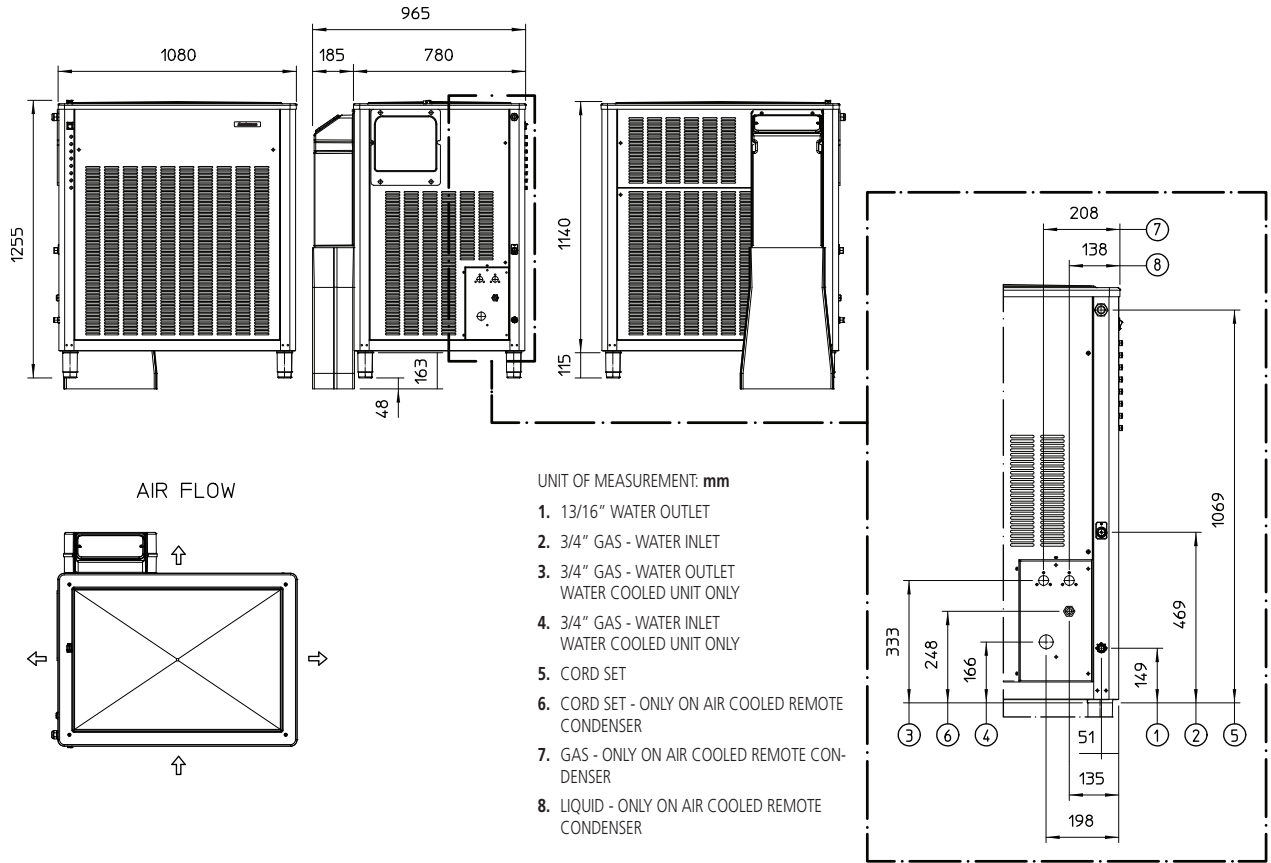 965
1080
185
780
1255
1140
115
163
48
208
7
138
8
1069
469
333
248
166
149
3
6
4
51
1
2
5
135
198
AIR FLOW
UNIT OF MEASUREMENT: mm
1. 13/16” WATER OUTLET
2. 3/4” GAS - WATER INLET
3. 3/4” GAS - WATER OUTLET
WATER COOLED UNIT ONLY
4. 3/4” GAS - WATER INLET
WATER COOLED UNIT ONLY
5. CORD SET
6. CORD SET - ONLY ON AIR COOLED REMOTE
CONDENSER
7. GAS - ONLY ON AIR COOLED REMOTE CON-
DENSER
8. LIQUID - ONLY ON AIR COOLED REMOTE
CONDENSER